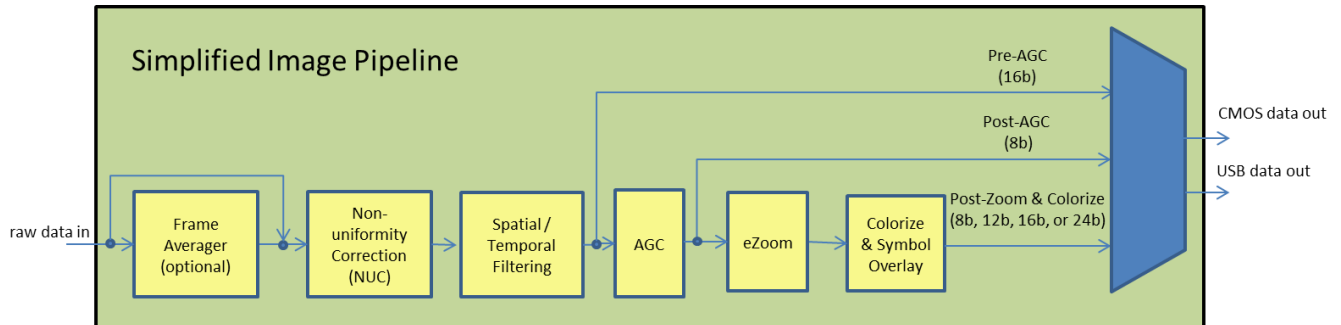 Simplified Image Pipeline
Pre-AGC
(16b)
CMOS data out
Post-AGC
(8b)
USB data out
raw data in
Frame
Averager
(optional)
Non-
uniformity
Correction
(NUC)
Spatial /
Temporal
Filtering
AGC
eZoom
Colorize
& Symbol
Overlay
Post-Zoom & Colorize
(8b, 12b, 16b, or 24b)